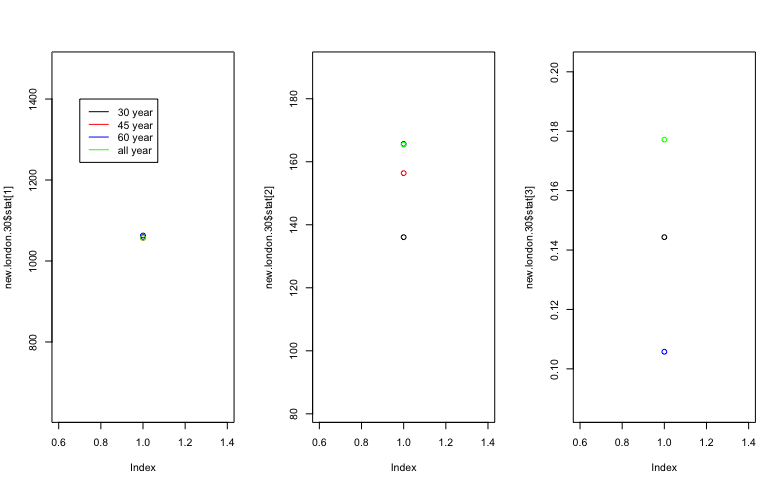 new.london.30$stat[1]
1400
1200
1000
800
30 year
45 year
60 year
all year
0.6 0.8 1.0 1.2 1.4
Index
new.london.30$stat[2]
180
160
140
120
100
80
0.6 0.8 1.0 1.2 1.4
Index
new.london.30$stat[3]
0.20
0.18
0.16
0.14
0.12
0.10
0.6 0.8 1.0 1.2 1.4
Index